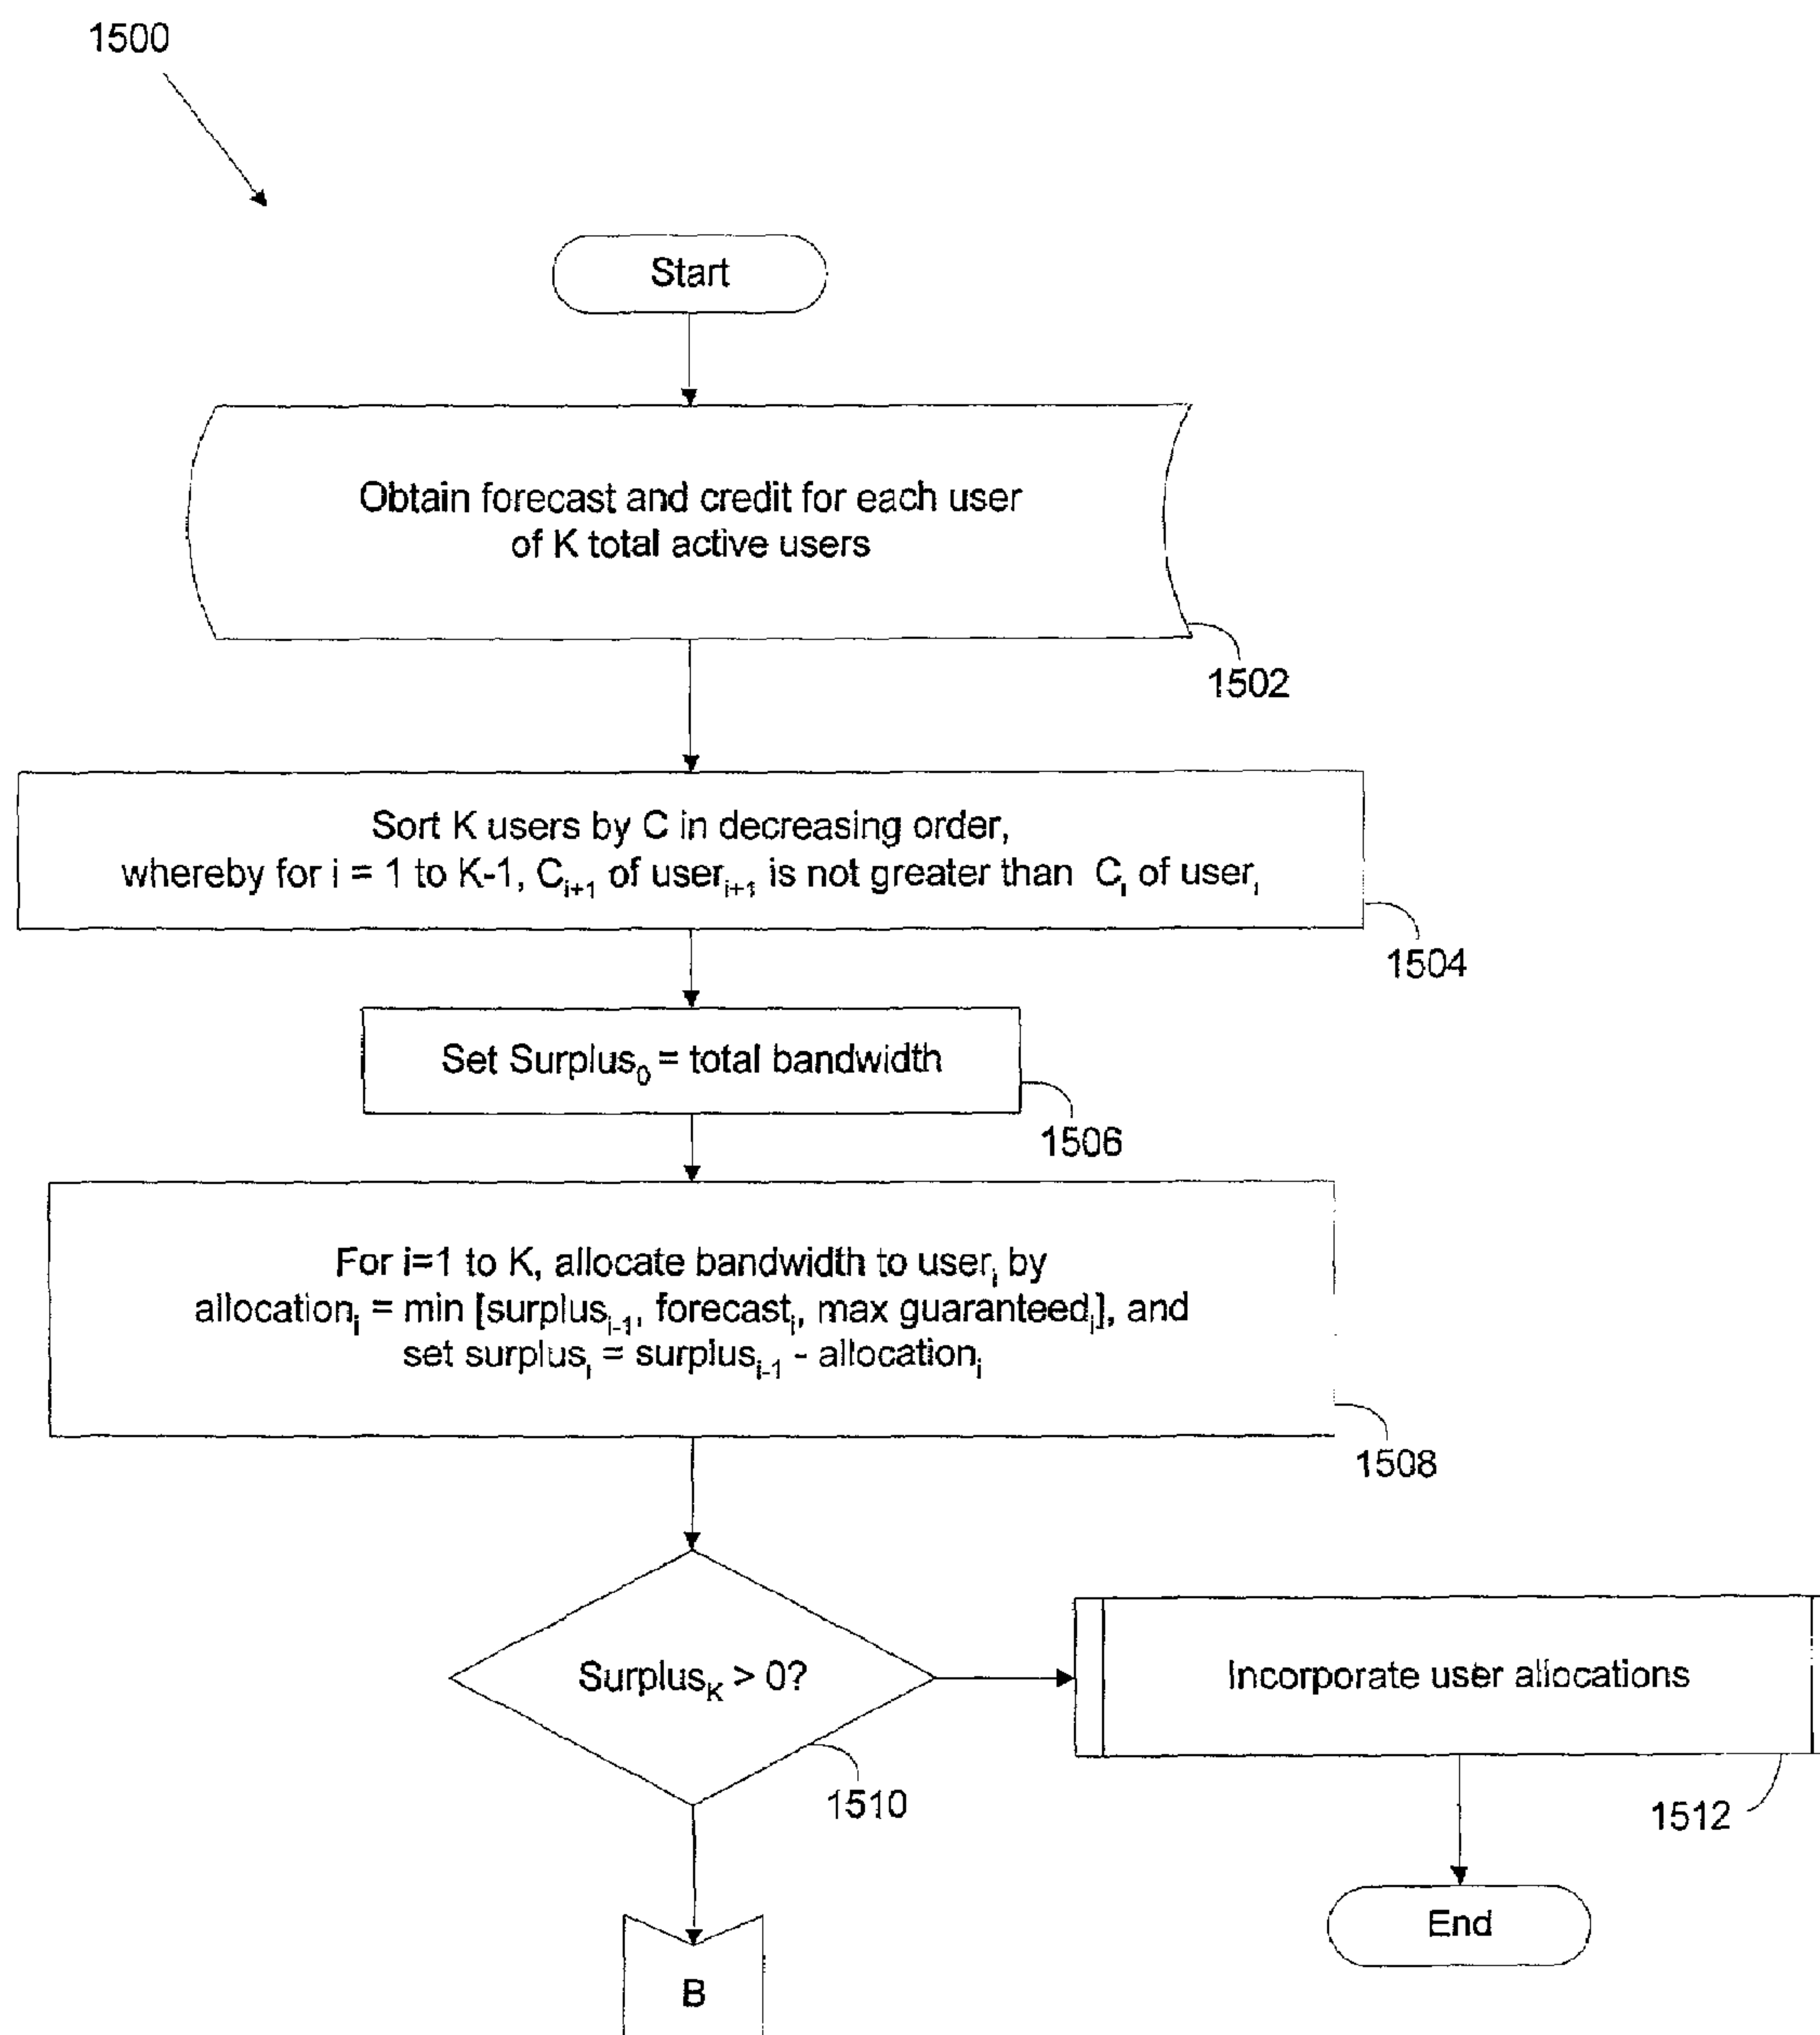 1500
Start
Obtain forecast and credit for each user
of K total active users
1502
Sort K users by C in decreasing order,
whereby for i = 1 to K-1, Cᵢ₊₁ of userᵢ₊₁ is not greater than Cᵢ of userᵢ
1504
Set Surplus₀ = total bandwidth
1506
For i=1 to K, allocate bandwidth to userᵢ by
allocationᵢ = min [surplusᵢ₋₁, forecastᵢ, max guaranteedᵢ], and
set surplusᵢ = surplusᵢ₋₁ - allocationᵢ
1508
Surplus_K > 0?
1510
Incorporate user allocations
1512
End
B